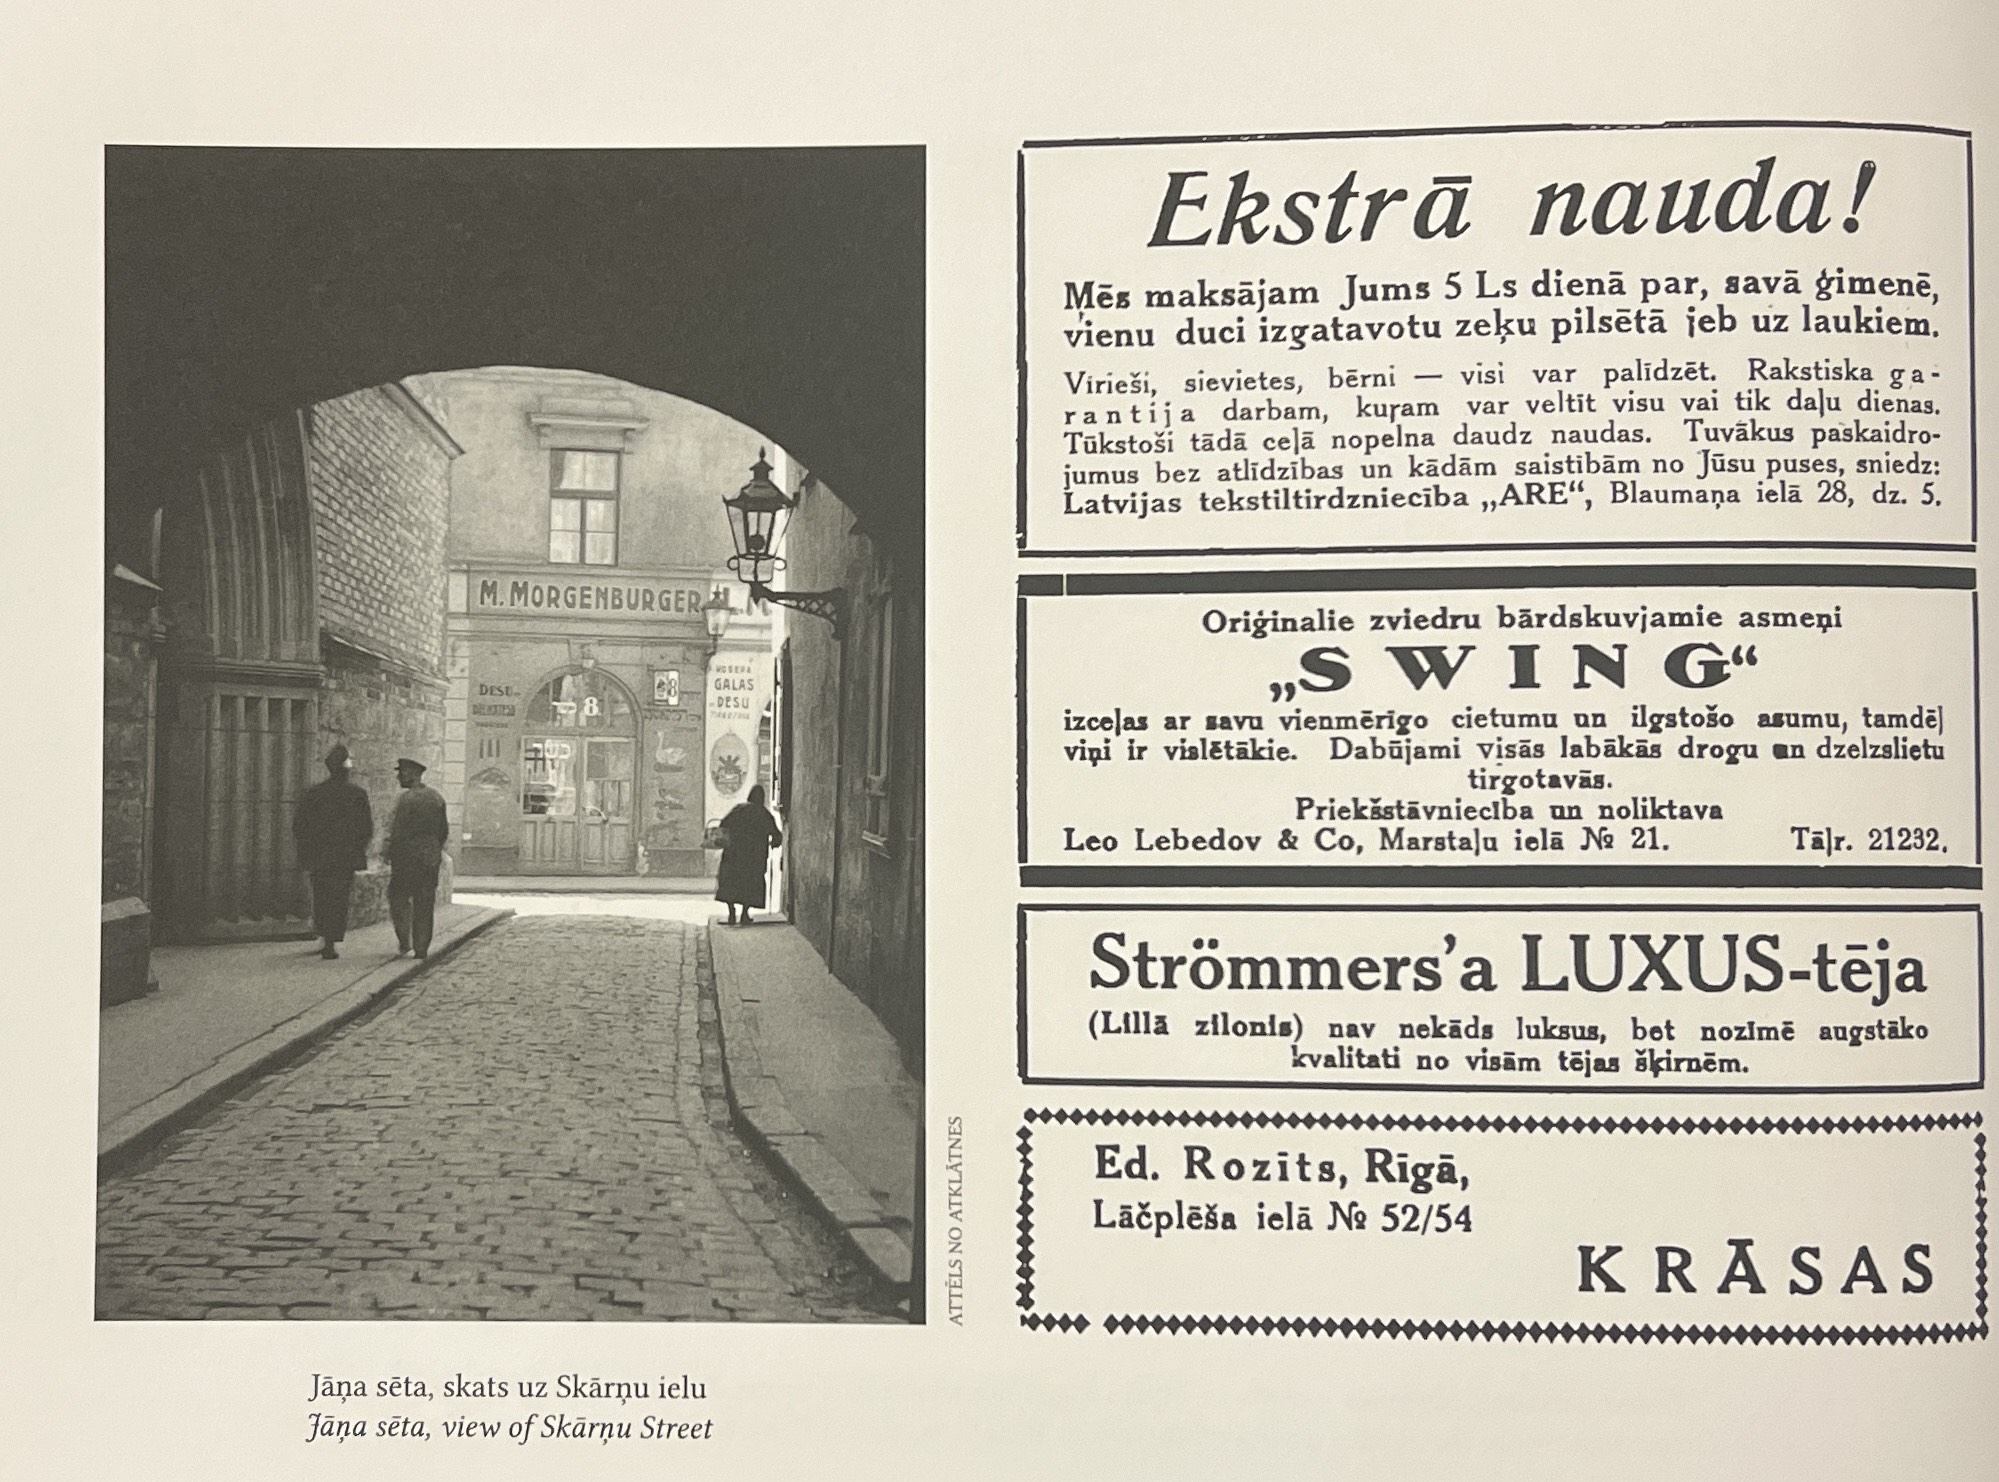 M. MORGENBURGER
DESU
8
8
GALAS
DESU
ATTĒLS NO ATKLĀTNES
Jāņa sēta, skats uz Skārņu ielu
Jāņa sēta, view of Skārņu Street
Ekstrā nauda!
Mēs maksājam Jums 5 Ls dienā par, savā ģimenē,
vienu duci izgatavotu zeķu pilsētā jeb uz laukiem.
Vīrieši, sievietes, bērni — visi var palīdzēt. Rakstiska ga-
rantija darbam, kuŗam var veltīt visu vai tik daļu dienas.
Tūkstoši tādā ceļā nopelna daudz naudas. Tuvākus paskaidro-
jumus bez atlīdzības un kādām saistībām no Jūsu puses, sniedz:
Latvijas tekstiltirdzniecība „ARE“, Blaumaņa ielā 28, dz. 5.
Oriģinalie zviedru bārdskuvjamie asmeņi
„SWING“
izceļas ar savu vienmērīgo cietumu un ilgstošo asumu, tamdēļ
viņi ir vislētākie. Dabūjami visās labākās drogu un dzelzslietu
tirgotavās.
Priekšstāvniecība un noliktava
Leo Lebedov & Co, Marstaļu ielā № 21. Tāļr. 21232.
Strömmers’a LUXUS-tēja
(Lillā zilonis) nav nekāds luksus, bet nozīmē augstāko
kvalitati no visām tējas šķirnēm.
Ed. Rozīts, Rīgā,
Lāčplēša ielā № 52/54
KRĀSAS